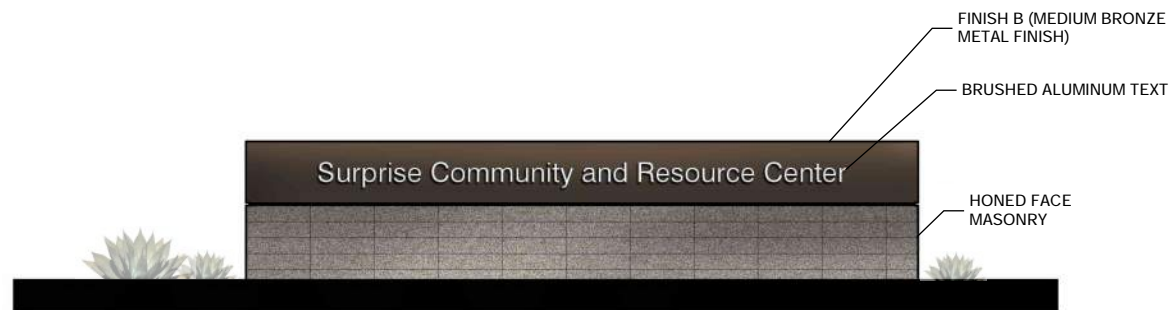 FINISH B (MEDIUM BRONZE
METAL FINISH)
BRUSHED ALUMINUM TEXT
Surprise Community and Resource Center
HONED FACE
MASONRY